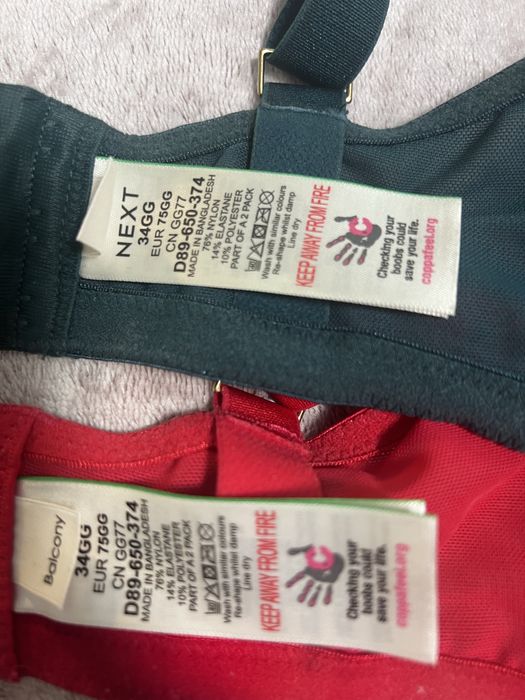 NEXT
34GG
EUR 75GG
CN GG77
D89-650-374
MADE IN BANGLADESH
76% NYLON
14% ELASTANE
10% POLYESTER
PART OF A 2 PACK
Wash with similar colours
Re-shape whilst damp
Line dry
KEEP AWAY FROM FIRE
Checking your
boobs could
save your life.
coppafeel.org
Balcony
34GG
EUR 75GG
CN GG77
D89-650-374
MADE IN BANGLADESH
76% NYLON
14% ELASTANE
10% POLYESTER
PART OF A 2 PACK
Wash with similar colours
Re-shape whilst damp
Line dry
KEEP AWAY FROM FIRE
Checking your
boobs could
save your life.
coppafeel.org